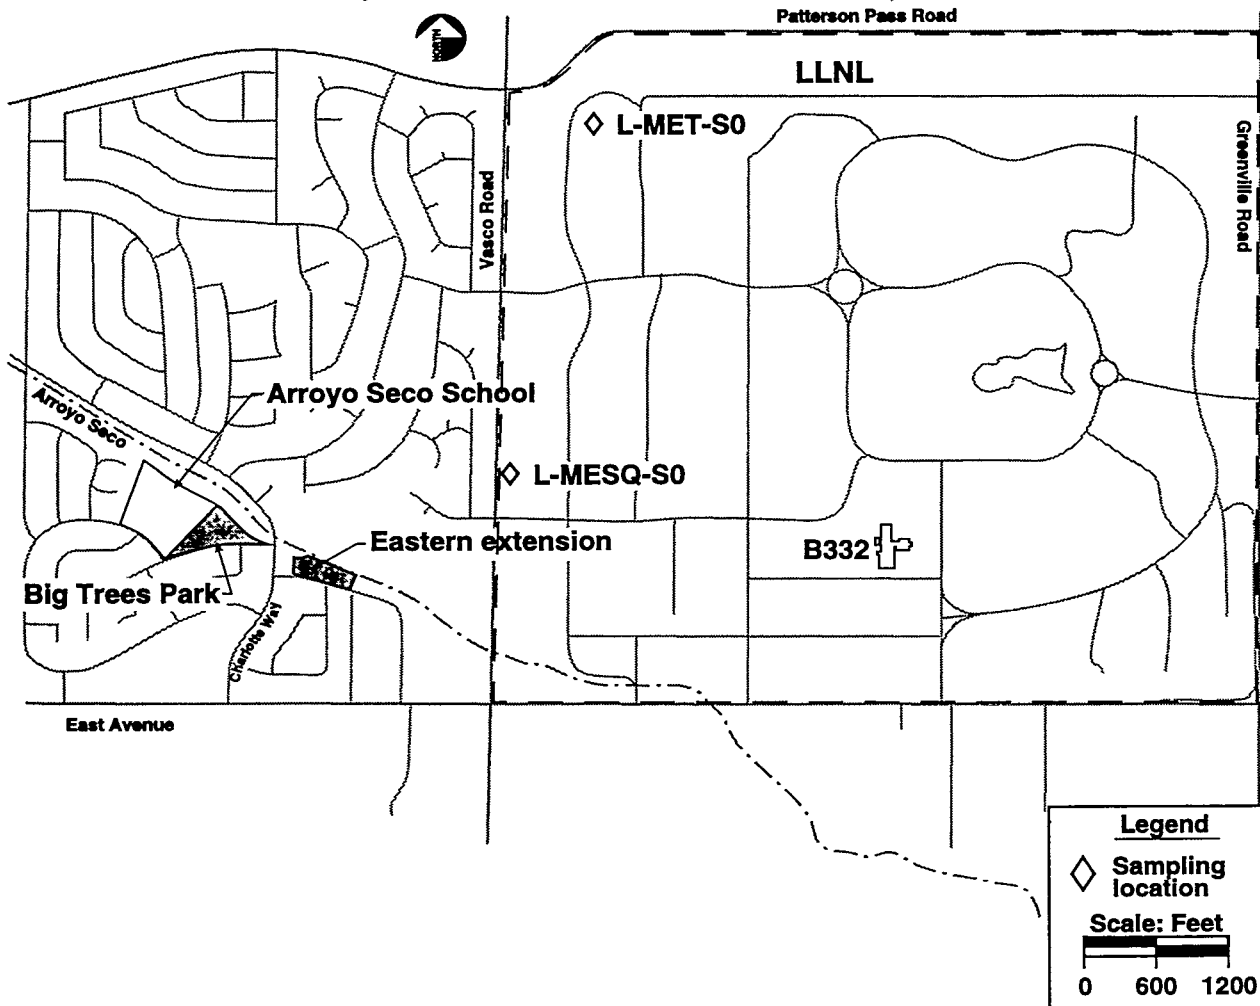 Patterson Pass Road
NORTH
LLNL
L-MET-S0
Greenville Road
Vasco Road
Arroyo Seco School
Arroyo Seco
L-MESQ-S0
Eastern extension
B332
Big Trees Park
Charlotte Way
East Avenue
Legend
Sampling
location
Scale: Feet
0 600 1200